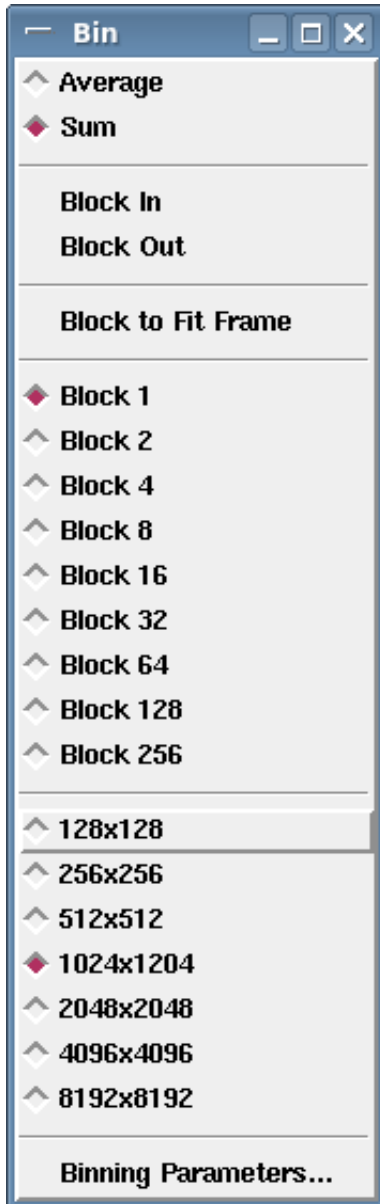 Bin
Average
Sum
Block In
Block Out
Block to Fit Frame
Block 1
Block 2
Block 4
Block 8
Block 16
Block 32
Block 64
Block 128
Block 256
128x128
256x256
512x512
1024x1204
2048x2048
4096x4096
8192x8192
Binning Parameters...